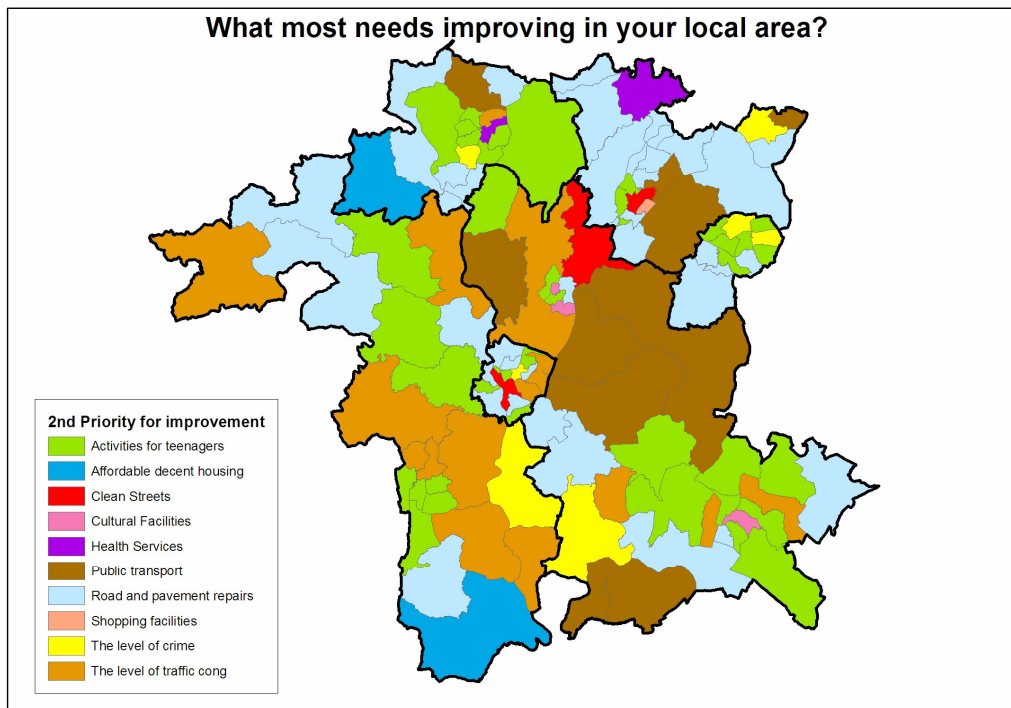 What most needs improving in your local area?
2nd Priority for improvement
Activities for teenagers
Affordable decent housing
Clean Streets
Cultural Facilities
Health Services
Public transport
Road and pavement repairs
Shopping facilities
The level of crime
The level of traffic cong